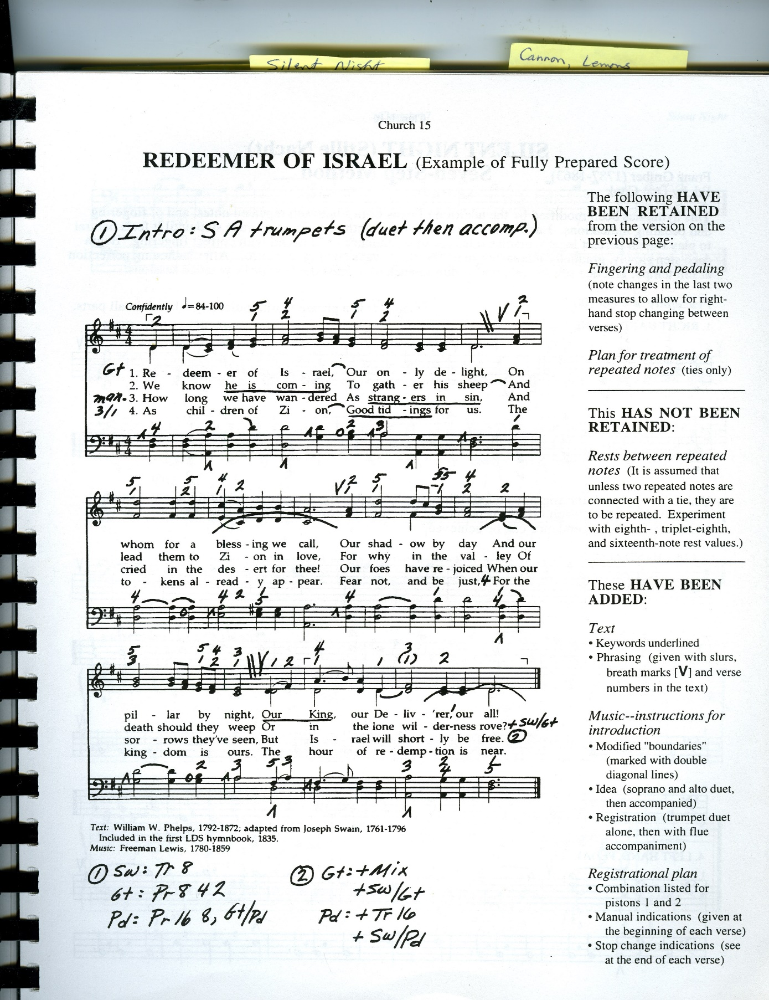 Silent Night
Cannon, Lemons
Church 15
REDEEMER OF ISRAEL (Example of Fully Prepared Score)
① Intro: S A trumpets (duet then accomp.)
Confidently ♩=84-100
Gt 1. Re - deem - er of Is - rael, Our on - ly de - light, On
2. We know he is com - ing To gath - er his sheep And
man. 3. How long we have wan - dered As strang - ers in sin, And
3/1 4. As chil - dren of Zi - on, Good tid - ings for us. The
whom for a bless - ing we call, Our shad - ow by day And our
lead them to Zi - on in love, For why in the val - ley Of
cried in the des - ert for thee! Our foes have re - joiced When our
to - kens al - read - y ap - pear. Fear not, and be just, For the
pil - lar by night, Our King, our De - liv - 'rer, our all!
death should they weep Or in the lone wil - der-ness rove? + Sw/Gt
sor - rows they've seen, But Is - rael will short - ly be free. ②
king - dom is ours. The hour of re - demp - tion is near.
Text: William W. Phelps, 1792-1872; adapted from Joseph Swain, 1761-1796
Included in the first LDS hymnbook, 1835.
Music: Freeman Lewis, 1780-1859
① Sw: Tr 8
Gt: Pr 8 4 2
Pd: Pr 16 8, Gt/Pd
② Gt: + Mix
+ Sw/Gt
Pd: + Tr 16
+ Sw/Pd
The following HAVE
BEEN RETAINED
from the version on the
previous page:
Fingering and pedaling
(note changes in the last two
measures to allow for right-
hand stop changing between
verses)
Plan for treatment of
repeated notes (ties only)
This HAS NOT BEEN
RETAINED:
Rests between repeated
notes (It is assumed that
unless two repeated notes are
connected with a tie, they are
to be repeated. Experiment
with eighth- , triplet-eighth,
and sixteenth-note rest values.)
These HAVE BEEN
ADDED:
Text
• Keywords underlined
• Phrasing (given with slurs,
breath marks [V] and verse
numbers in the text)
Music--instructions for
introduction
• Modified "boundaries"
(marked with double
diagonal lines)
• Idea (soprano and alto duet,
then accompanied)
• Registration (trumpet duet
alone, then with flue
accompaniment)
Registrational plan
• Combination listed for
pistons 1 and 2
• Manual indications (given at
the beginning of each verse)
• Stop change indications (see
at the end of each verse)